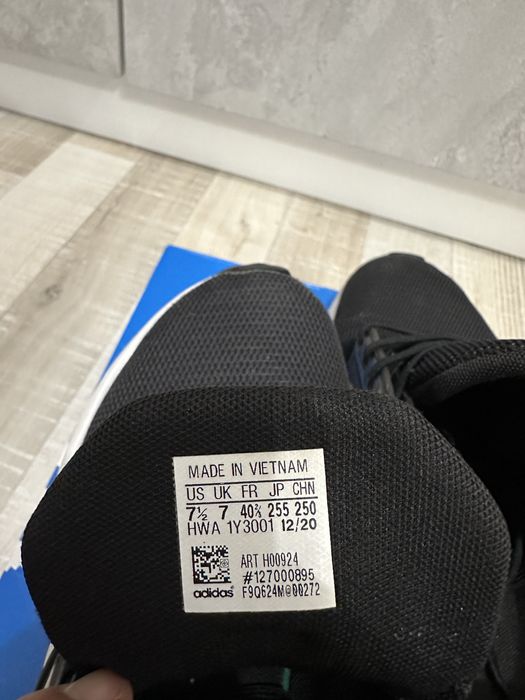 MADE IN VIETNAM
US UK FR JP CHN
7½ 7 40⅔ 255 250
HWA 1Y3001 12/20
ART H00924
#127000895
adidas F9Q624M@00272